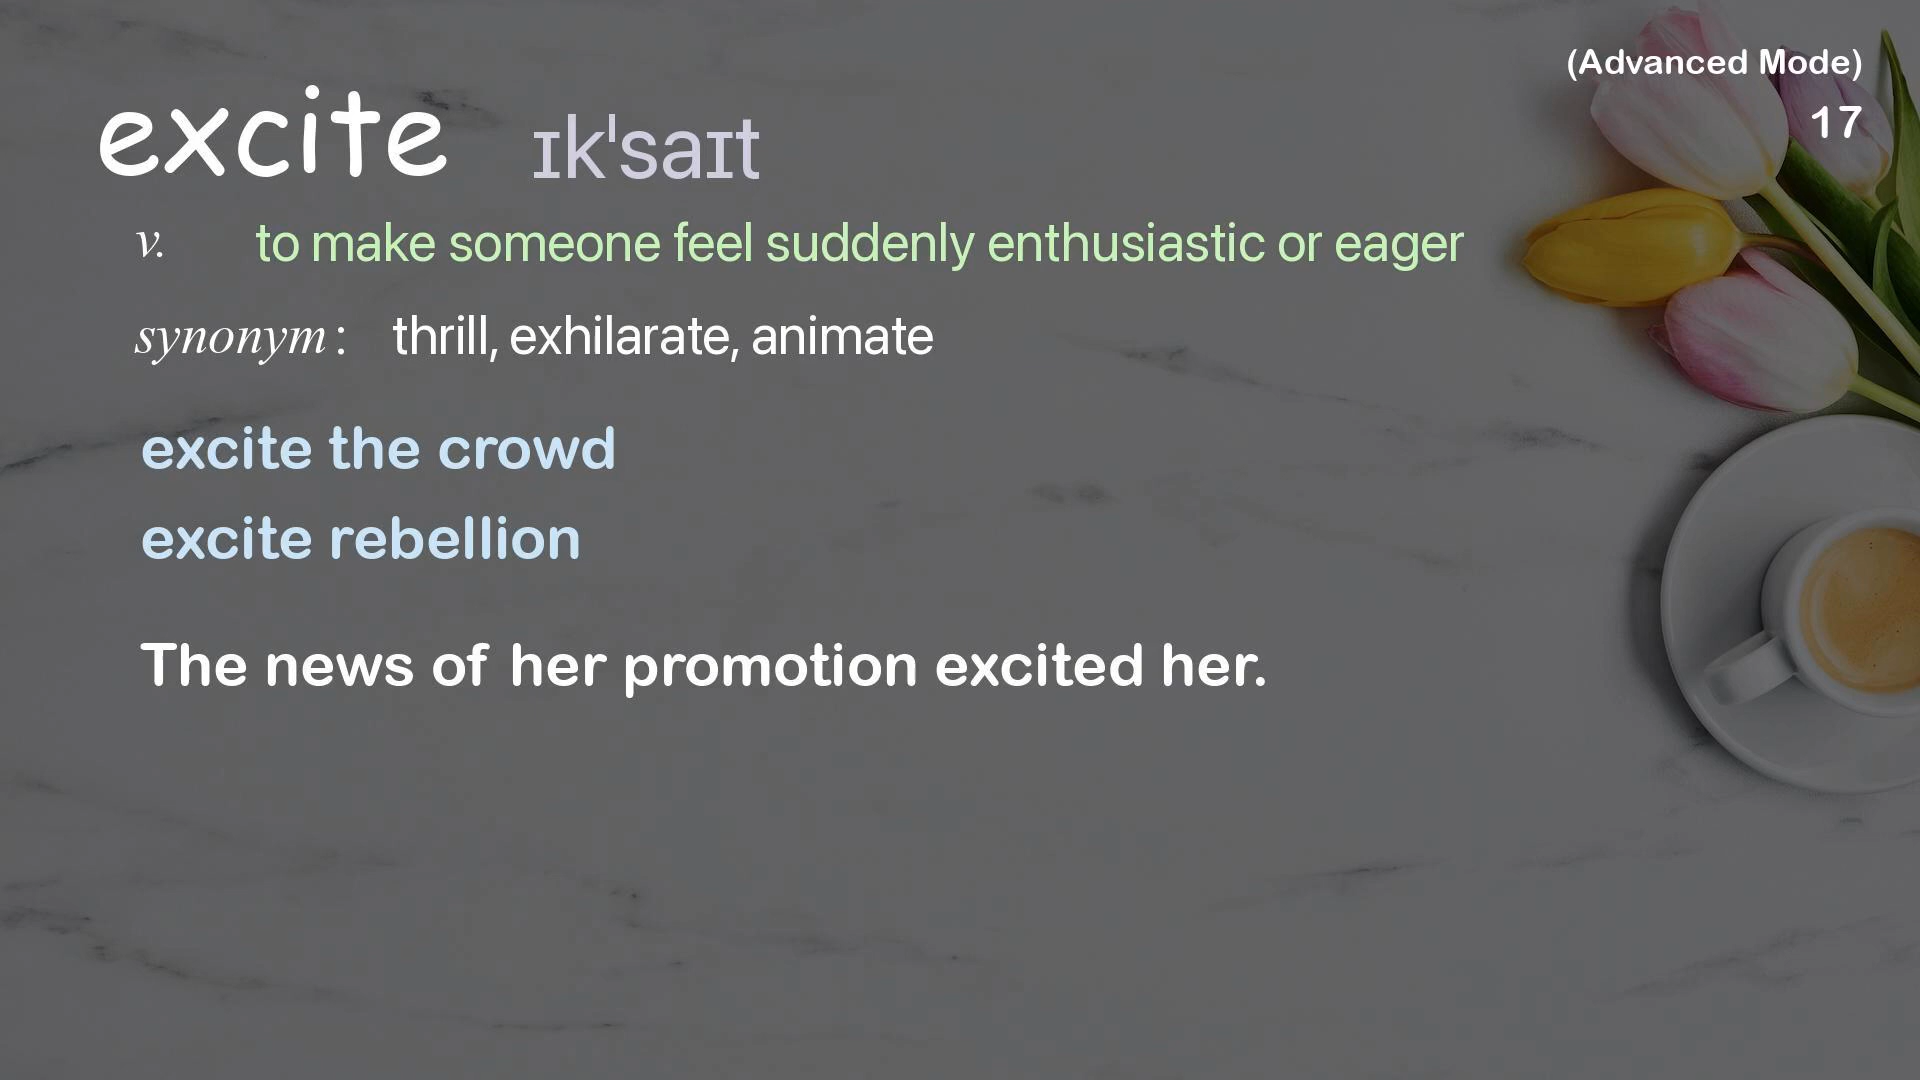 (Advanced Mode)
17
excite ɪkˈsaɪt
v. to make someone feel suddenly enthusiastic or eager
synonym: thrill, exhilarate, animate
excite the crowd
excite rebellion
The news of her promotion excited her.